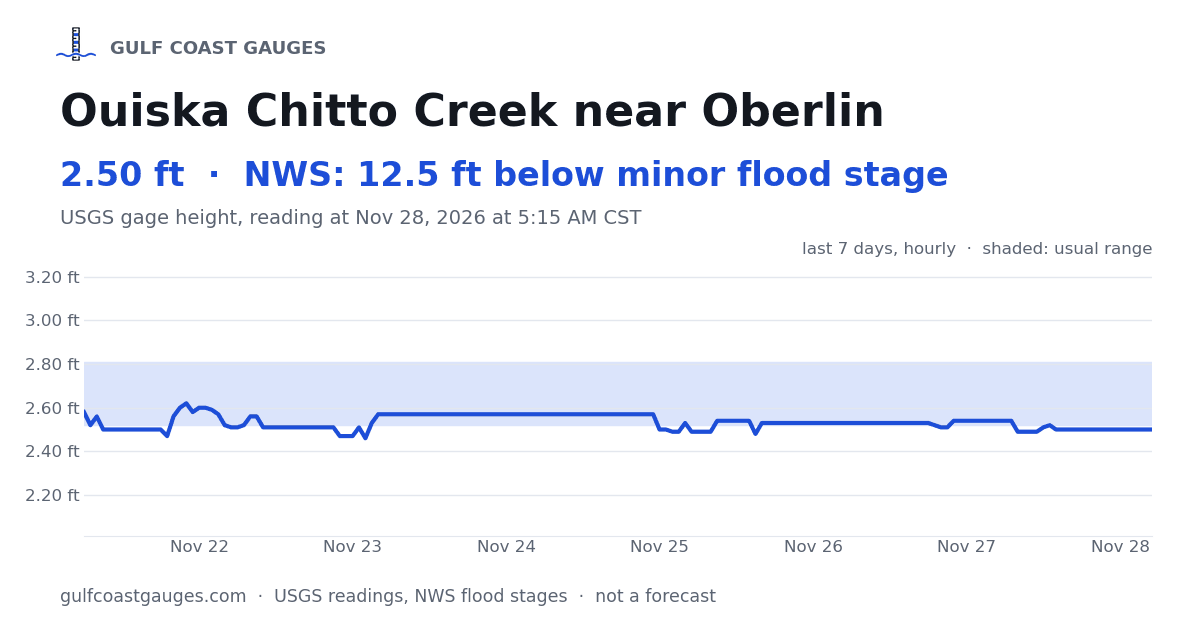 GULF COAST GAUGES
Ouiska Chitto Creek near Oberlin
2.50 ft · NWS: 12.5 ft below minor flood stage
USGS gage height, reading at Nov 28, 2026 at 5:15 AM CST
last 7 days, hourly · shaded: usual range
3.20 ft
3.00 ft
2.80 ft
2.60 ft
2.40 ft
2.20 ft
Nov 22 Nov 23 Nov 24 Nov 25 Nov 26 Nov 27 Nov 28
gulfcoastgauges.com · USGS readings, NWS flood stages · not a forecast